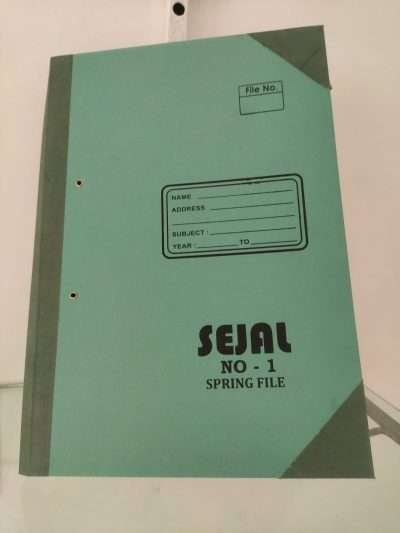 File No.
NAME
ADDRESS
SUBJECT :
YEAR : TO
SEJAL
NO - 1
SPRING FILE